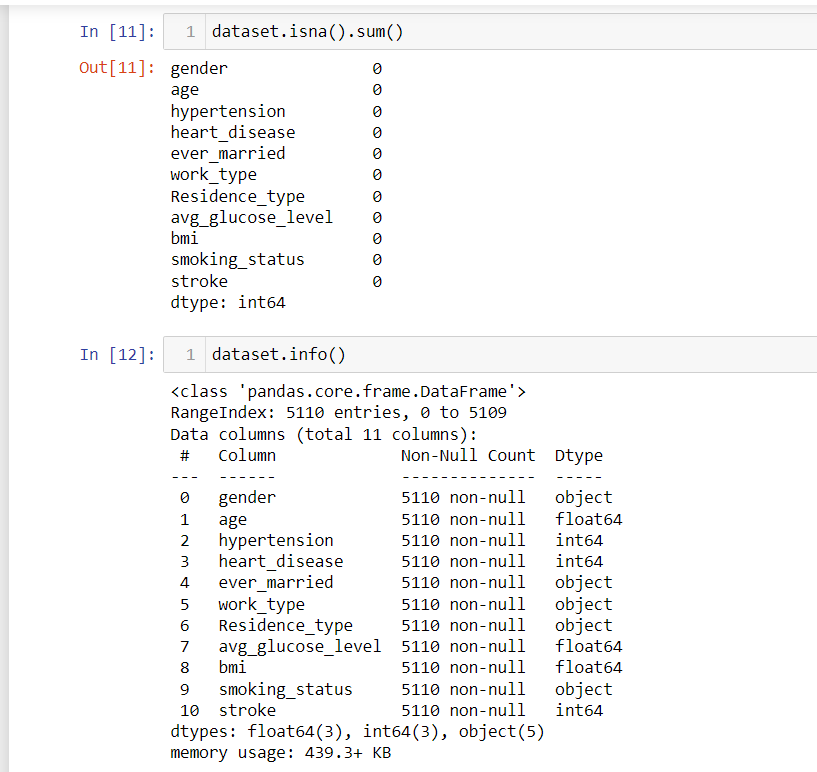 In [11]: 1 dataset.isna().sum()
Out[11]: gender 0
age 0
hypertension 0
heart_disease 0
ever_married 0
work_type 0
Residence_type 0
avg_glucose_level 0
bmi 0
smoking_status 0
stroke 0
dtype: int64
In [12]: 1 dataset.info()
<class 'pandas.core.frame.DataFrame'>
RangeIndex: 5110 entries, 0 to 5109
Data columns (total 11 columns):
# Column Non-Null Count Dtype
--- ------ -------------- -----
0 gender 5110 non-null object
1 age 5110 non-null float64
2 hypertension 5110 non-null int64
3 heart_disease 5110 non-null int64
4 ever_married 5110 non-null object
5 work_type 5110 non-null object
6 Residence_type 5110 non-null object
7 avg_glucose_level 5110 non-null float64
8 bmi 5110 non-null float64
9 smoking_status 5110 non-null object
10 stroke 5110 non-null int64
dtypes: float64(3), int64(3), object(5)
memory usage: 439.3+ KB